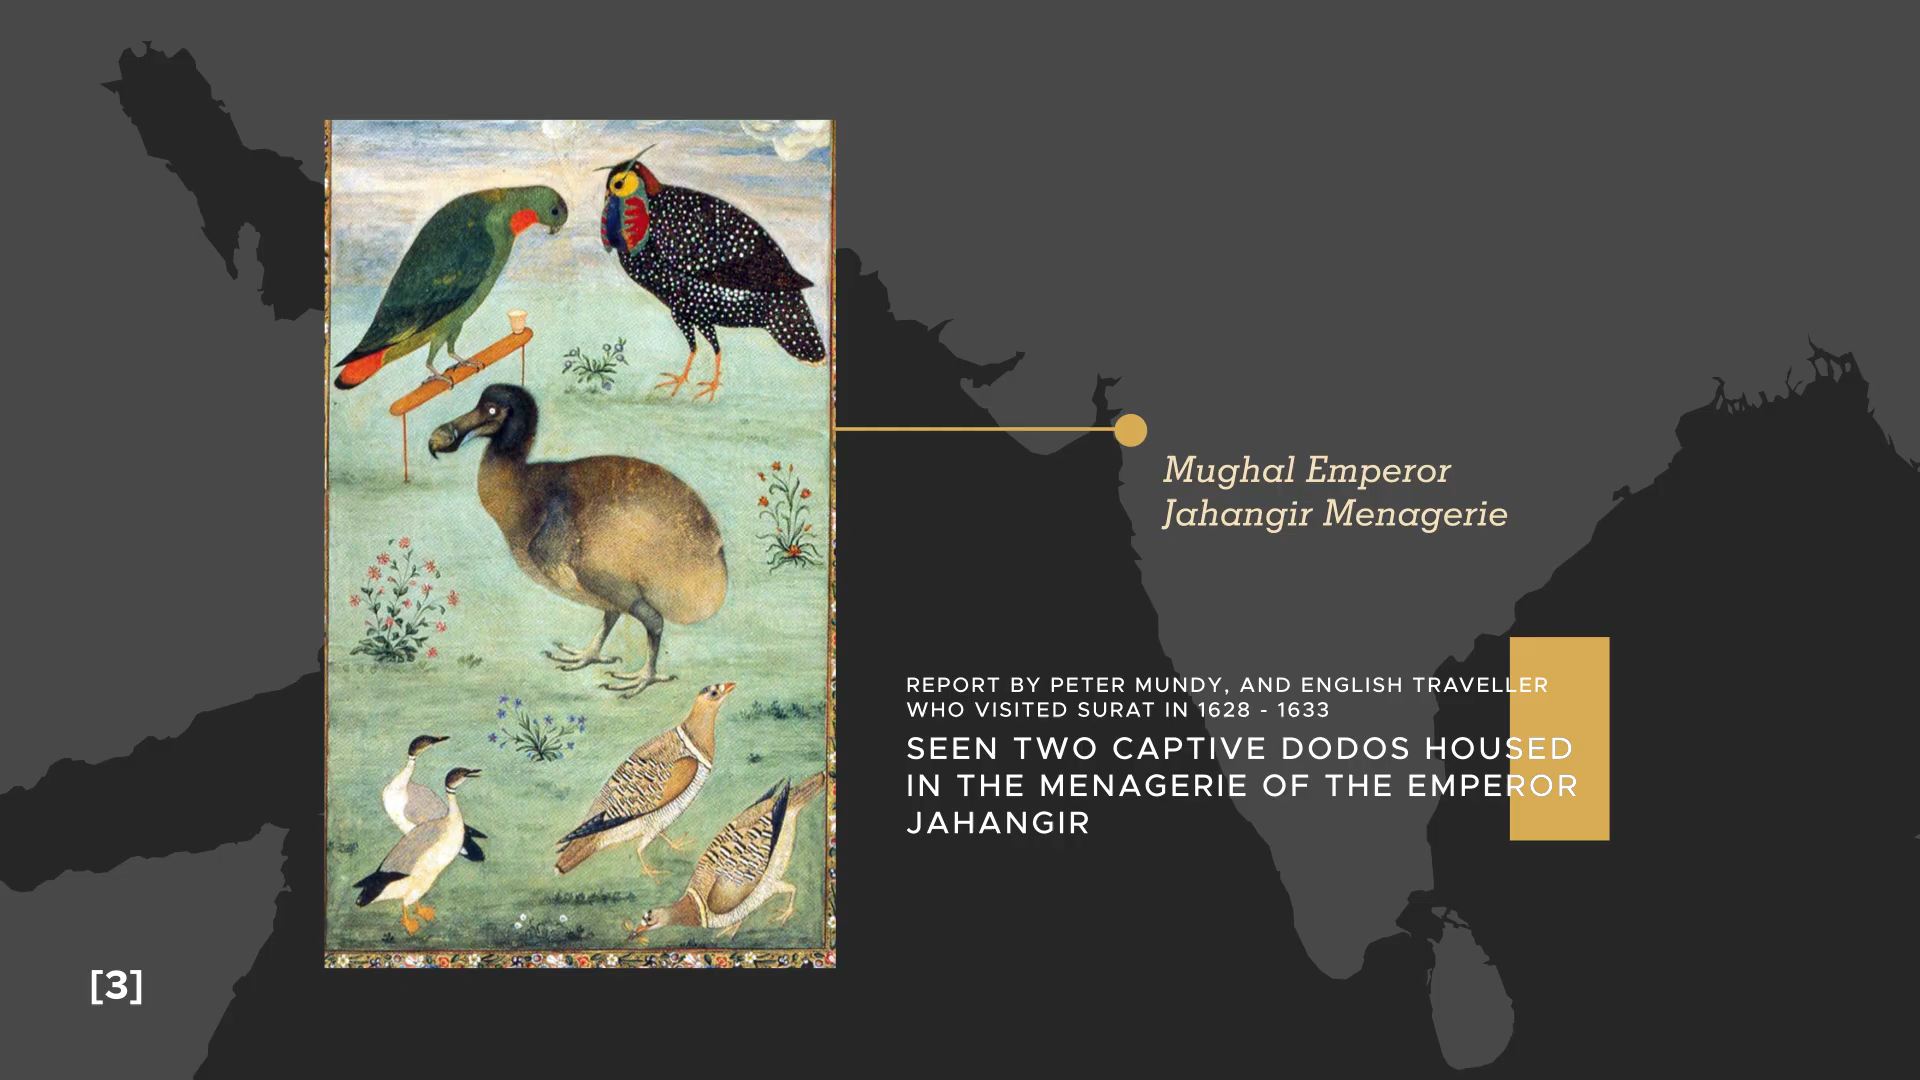 Mughal Emperor
Jahangir Menagerie
REPORT BY PETER MUNDY, AND ENGLISH TRAVELLER
WHO VISITED SURAT IN 1628 - 1633
SEEN TWO CAPTIVE DODOS HOUSED
IN THE MENAGERIE OF THE EMPEROR
JAHANGIR
[3]